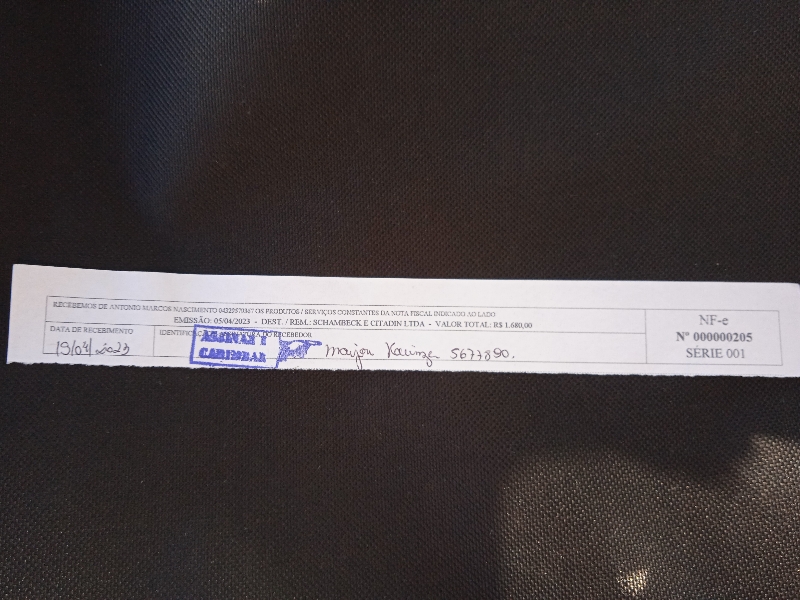 RECEBEMOS DE ANTONIO MARCOS NASCIMENTO OS PRODUTOS / SERVIÇOS CONSTANTES DA NOTA FISCAL INDICADO AO LADO
EMISSÃO: 05/04/2023 - DEST. / REM.: SCHAMBECK E CITADIN LTDA - VALOR TOTAL: R$ 1.680,00
DATA DE RECEBIMENTO
19/04/2023
DO RECEBEDOR
ASSINAR E
CARIMBAR
5677890.
NF-e
Nº 000000205
SÉRIE 001